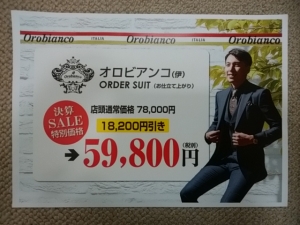 Orobianco ITALIA Orobianco ITALIA Orobianco
オロビアンコ(伊)
ORDER SUIT (お仕立て上がり)
決算
SALE
特別価格
店頭通常価格 78,000円
18,200円引き
→59,800円(税別)